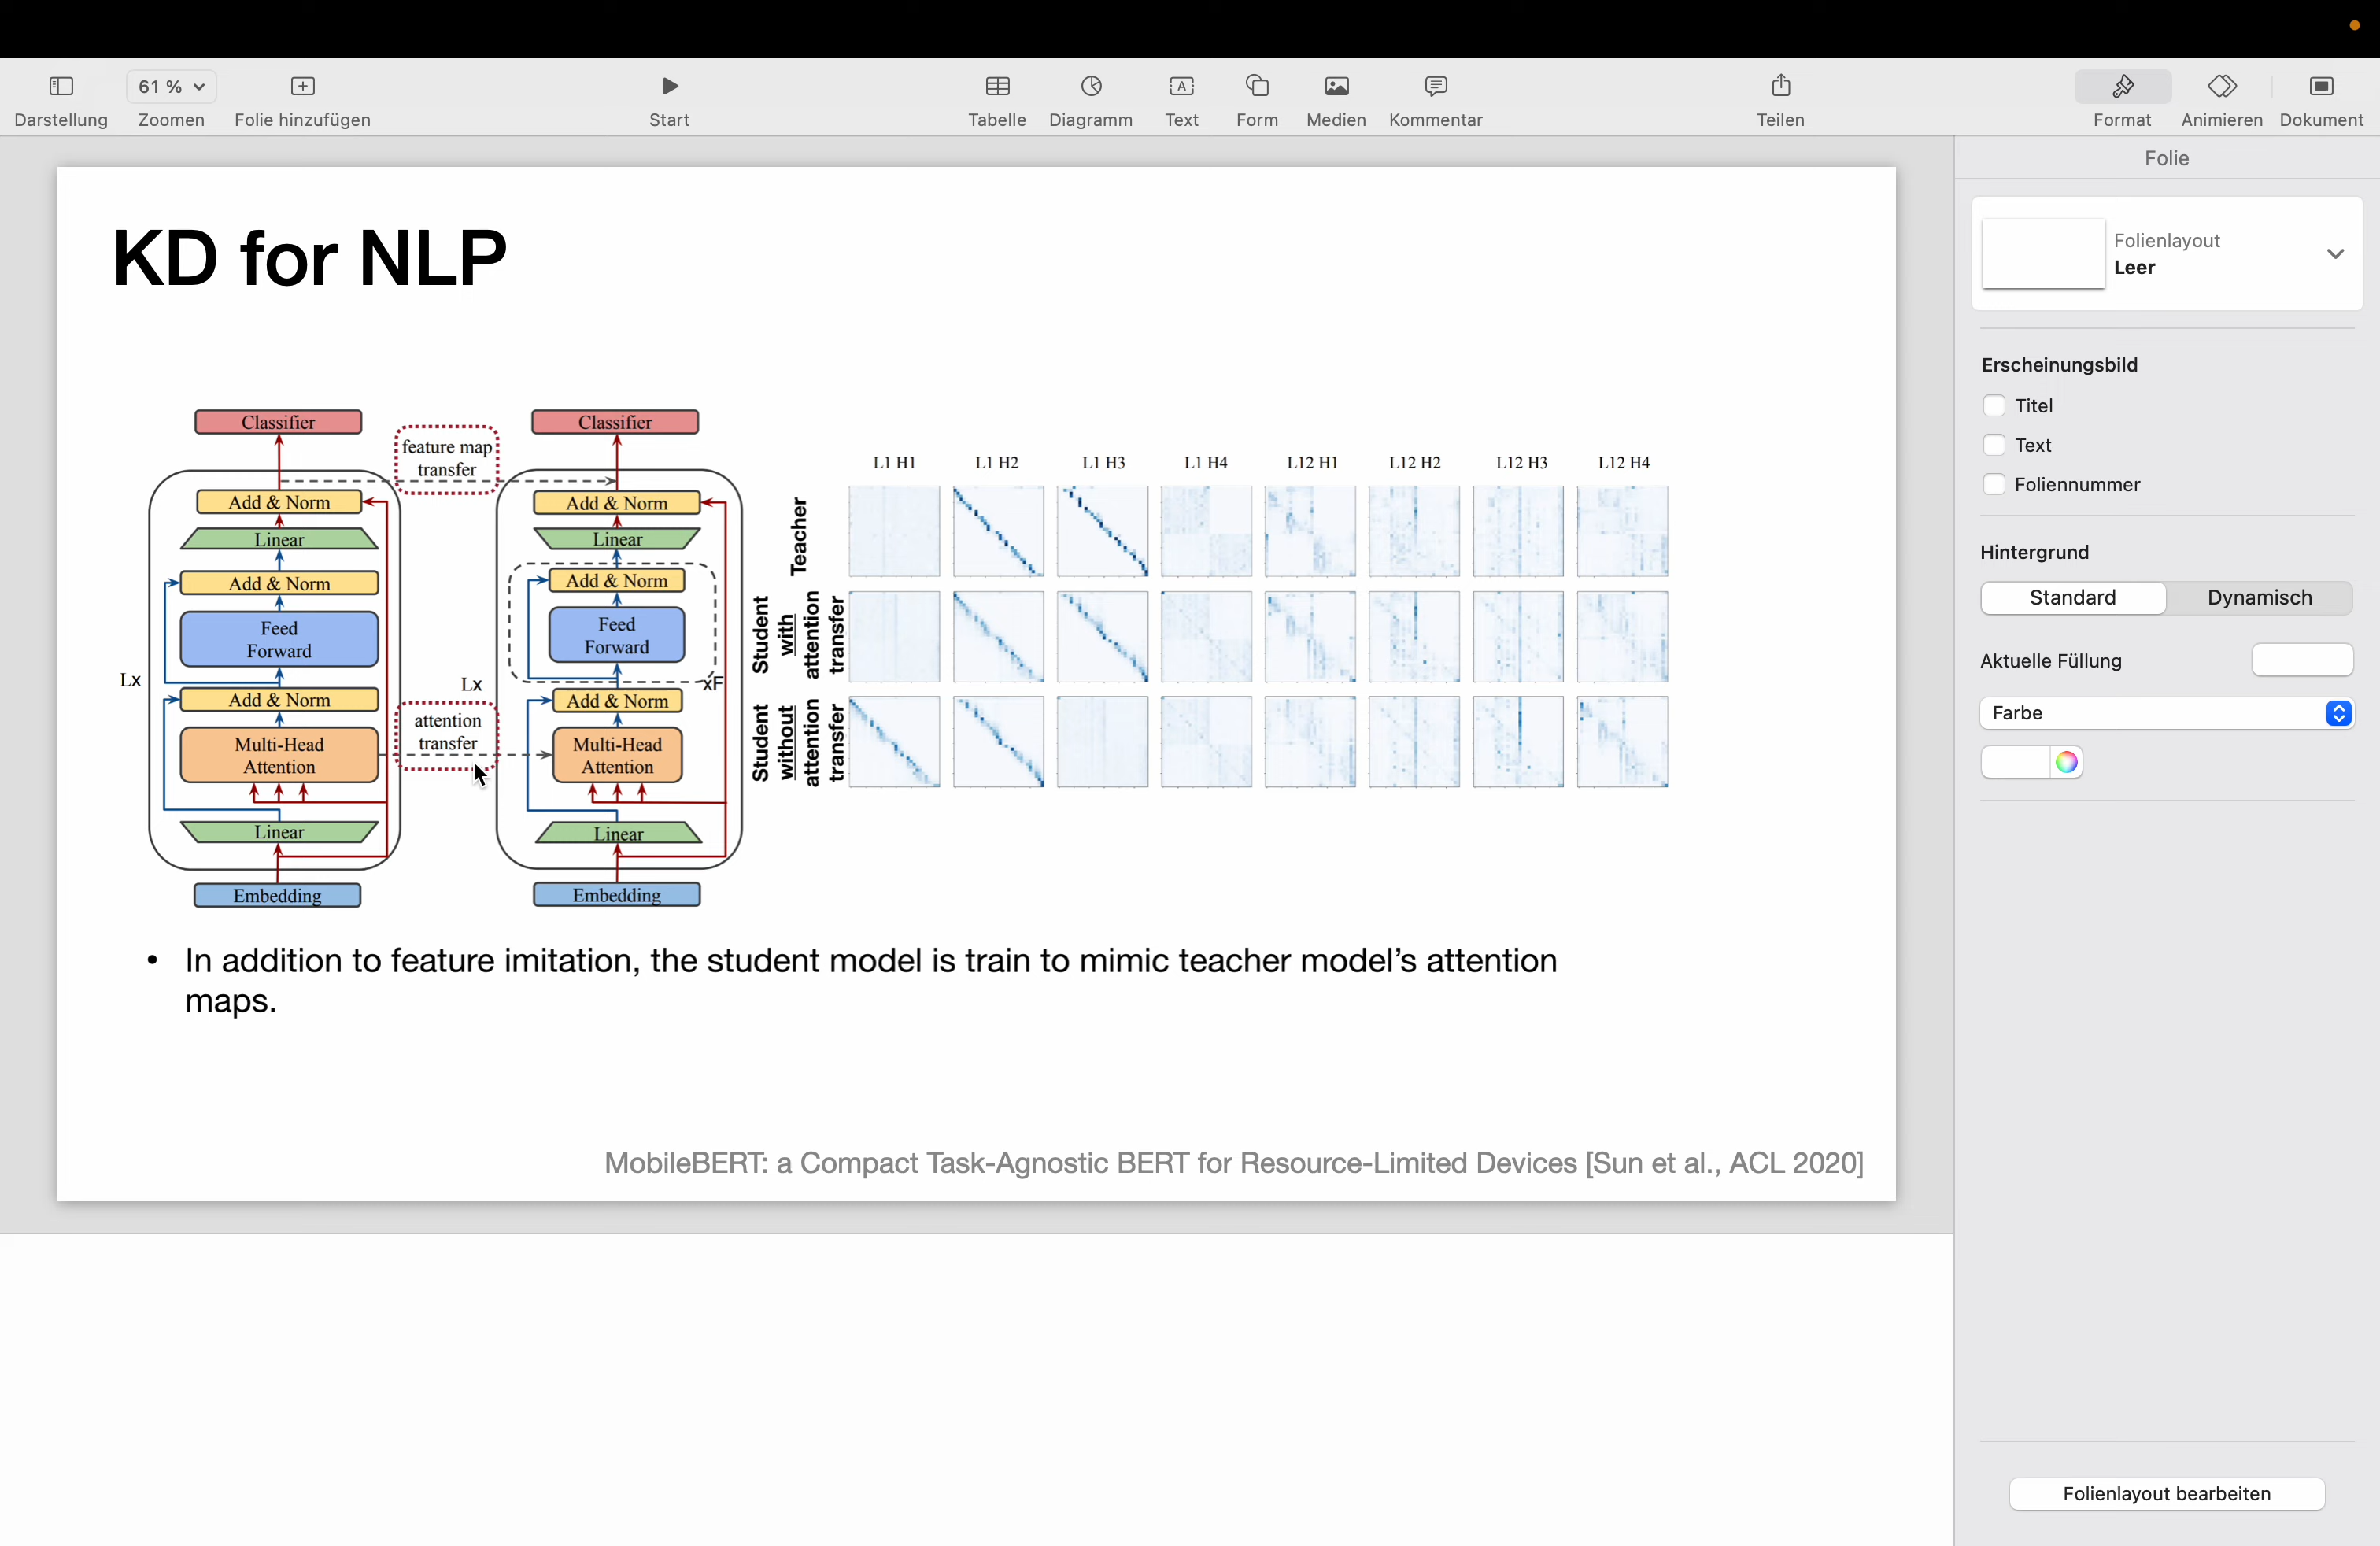 61 %
Darstellung
Zoomen
Folie hinzufügen
Start
Tabelle
Diagramm
Text
Form
Medien
Kommentar
Teilen
Format
Animieren
Dokument
KD for NLP
Classifier
feature map
transfer
Classifier
Add & Norm
Add & Norm
Linear
Linear
Add & Norm
Add & Norm
Feed
Forward
Feed
Forward
Lx
Lx
xF
Add & Norm
Add & Norm
attention
transfer
Multi-Head
Attention
Multi-Head
Attention
Linear
Linear
Embedding
Embedding
L1 H1
L1 H2
L1 H3
L1 H4
L12 H1
L12 H2
L12 H3
L12 H4
Teacher
Student
with
attention
transfer
Student
without
attention
transfer
• In addition to feature imitation, the student model is train to mimic teacher model’s attention
maps.
MobileBERT: a Compact Task-Agnostic BERT for Resource-Limited Devices [Sun et al., ACL 2020]
Folie
Folienlayout
Leer
Erscheinungsbild
Titel
Text
Foliennummer
Hintergrund
Standard
Dynamisch
Aktuelle Füllung
Farbe
Folienlayout bearbeiten